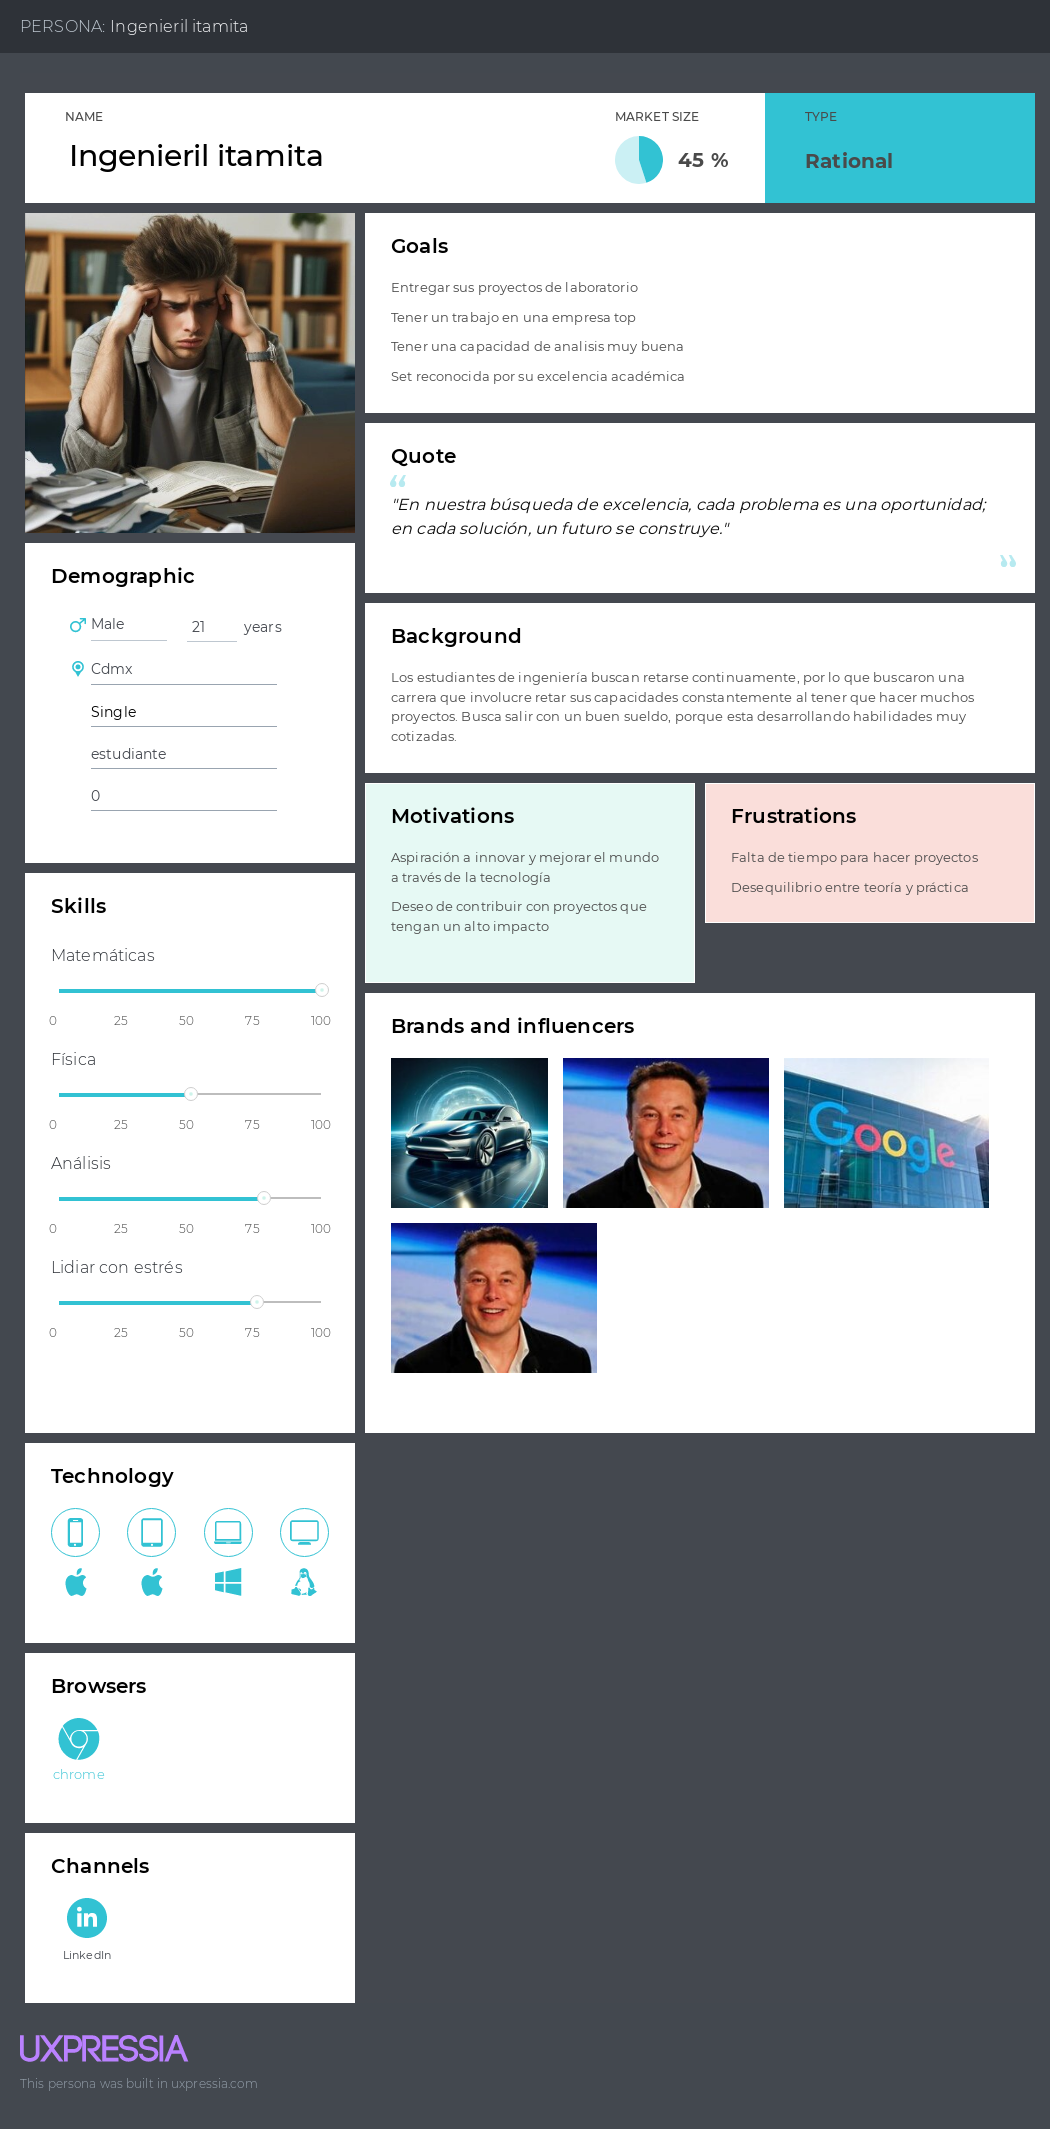 PERSONA: Ingenieril itamita
NAME
Ingenieril itamita
MARKET SIZE
45 %
TYPE
Rational
Goals
Entregar sus proyectos de laboratorio
Tener un trabajo en una empresa top
Tener una capacidad de analisis muy buena
Set reconocida por su excelencia académica
Quote
“
"En nuestra búsqueda de excelencia, cada problema es una oportunidad;
en cada solución, un futuro se construye."
”
Demographic
Male
21 years
Cdmx
Single
estudiante
0
Background
Los estudiantes de ingeniería buscan retarse continuamente, por lo que buscaron una
carrera que involucre retar sus capacidades constantemente al tener que hacer muchos
proyectos. Busca salir con un buen sueldo, porque esta desarrollando habilidades muy
cotizadas.
Motivations
Aspiración a innovar y mejorar el mundo
a través de la tecnología
Deseo de contribuir con proyectos que
tengan un alto impacto
Frustrations
Falta de tiempo para hacer proyectos
Desequilibrio entre teoría y práctica
Skills
Matemáticas
0 25 50 75 100
Física
0 25 50 75 100
Análisis
0 25 50 75 100
Lidiar con estrés
0 25 50 75 100
Brands and influencers
Google
Technology
Browsers
chrome
Channels
in
LinkedIn
UXPRESSIA
This persona was built in uxpressia.com